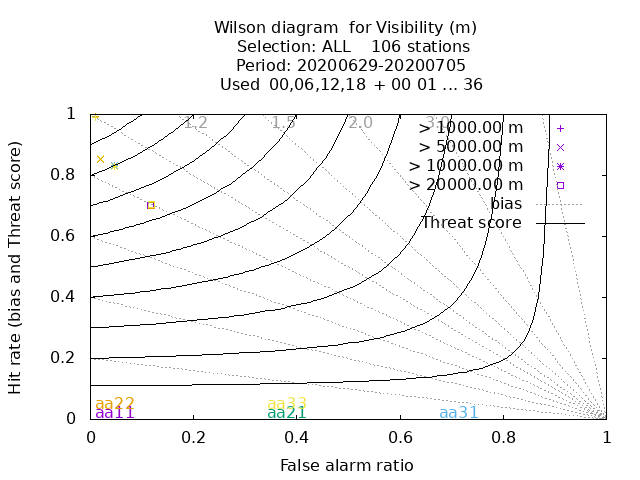 Wilson diagram  for Visibility (m)
Selection: ALL    106 stations
Period: 20200629-20200705
Used  00,06,12,18  + 00 01 ... 36
1.2 1.5 2.0 3.0
> 1000.00 m
> 5000.00 m
> 10000.00 m
> 20000.00 m
bias
Threat score
Hit rate (bias and Threat score)
1
0.8
0.6
0.4
0.2
0
aa22 aa33
aa11 aa21 aa31
0 0.2 0.4 0.6 0.8 1
False alarm ratio